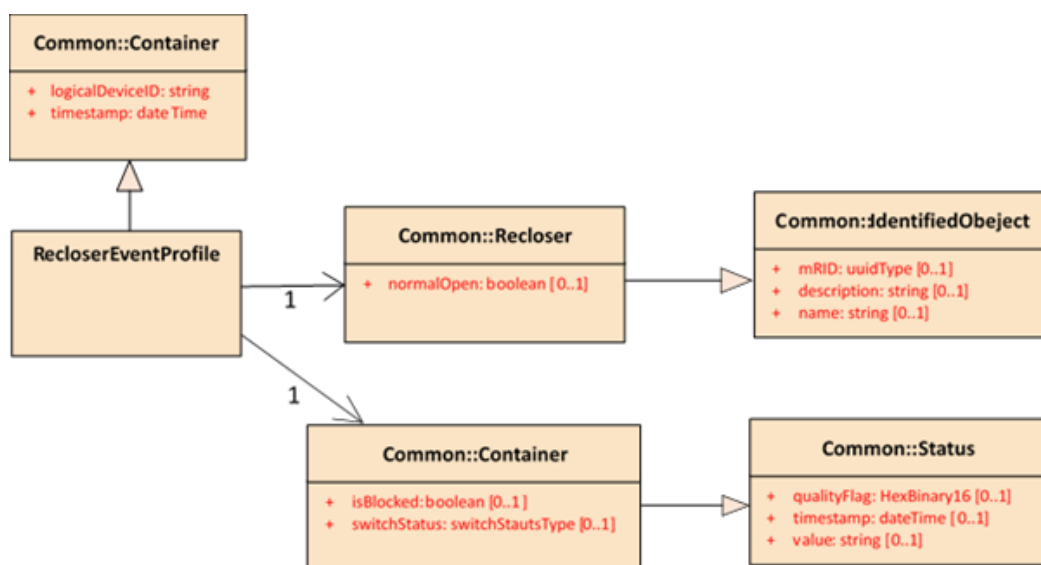 Common::Container
+ logicalDeviceID: string
+ timestamp: dateTime
RecloserEventProfile
1
1
Common::Recloser
+ normalOpen: boolean [0..1]
Common::IdentifiedObeject
+ mRID: uuidType [0..1]
+ description: string [0..1]
+ name: string [0..1]
Common::Container
+ isBlocked:boolean [0..1]
+ switchStatus: switchStautsType [0..1]
Common::Status
+ qualityFlag: HexBinary16 [0..1]
+ timestamp: dateTime [0..1]
+ value: string [0..1]